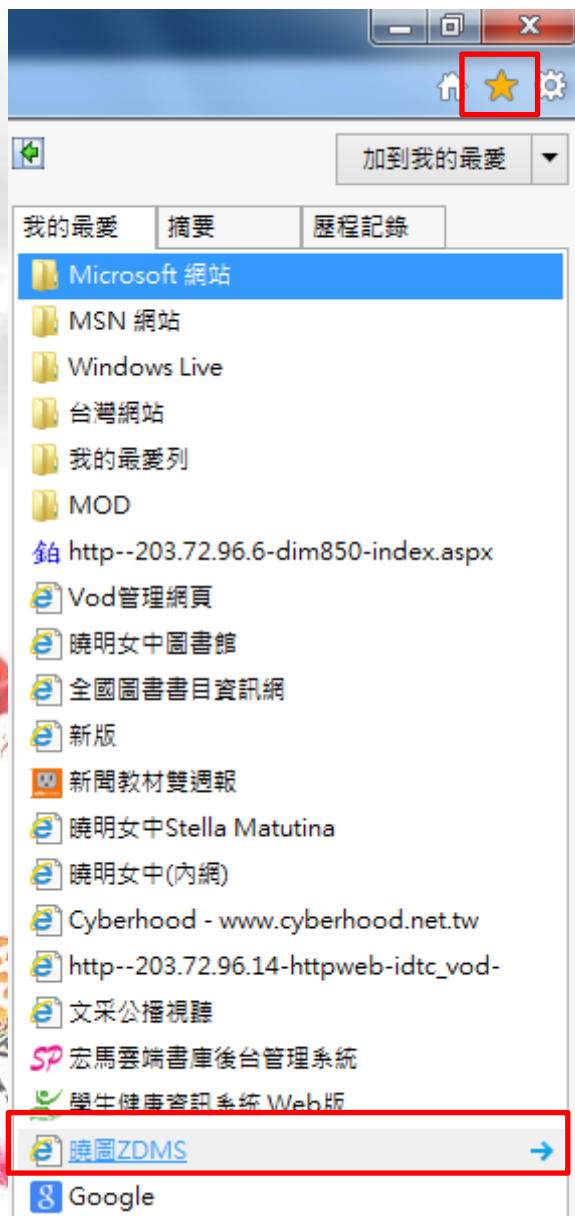 加到我的最愛
我的最愛 摘要 歷程記錄
Microsoft 網站
MSN 網站
Windows Live
台灣網站
我的最愛列
MOD
鉑 http--203.72.96.6-dim850-index.aspx
Vod管理網頁
曉明女中圖書館
全國圖書書目資訊網
新版
新聞教材雙週報
曉明女中Stella Matutina
曉明女中(內網)
Cyberhood - www.cyberhood.net.tw
http--203.72.96.14-httpweb-idtc_vod-
文采公播視聽
SP 宏馬雲端書庫後台管理系統
學生健康資訊系統 Web版
曉圖ZDMS
8 Google